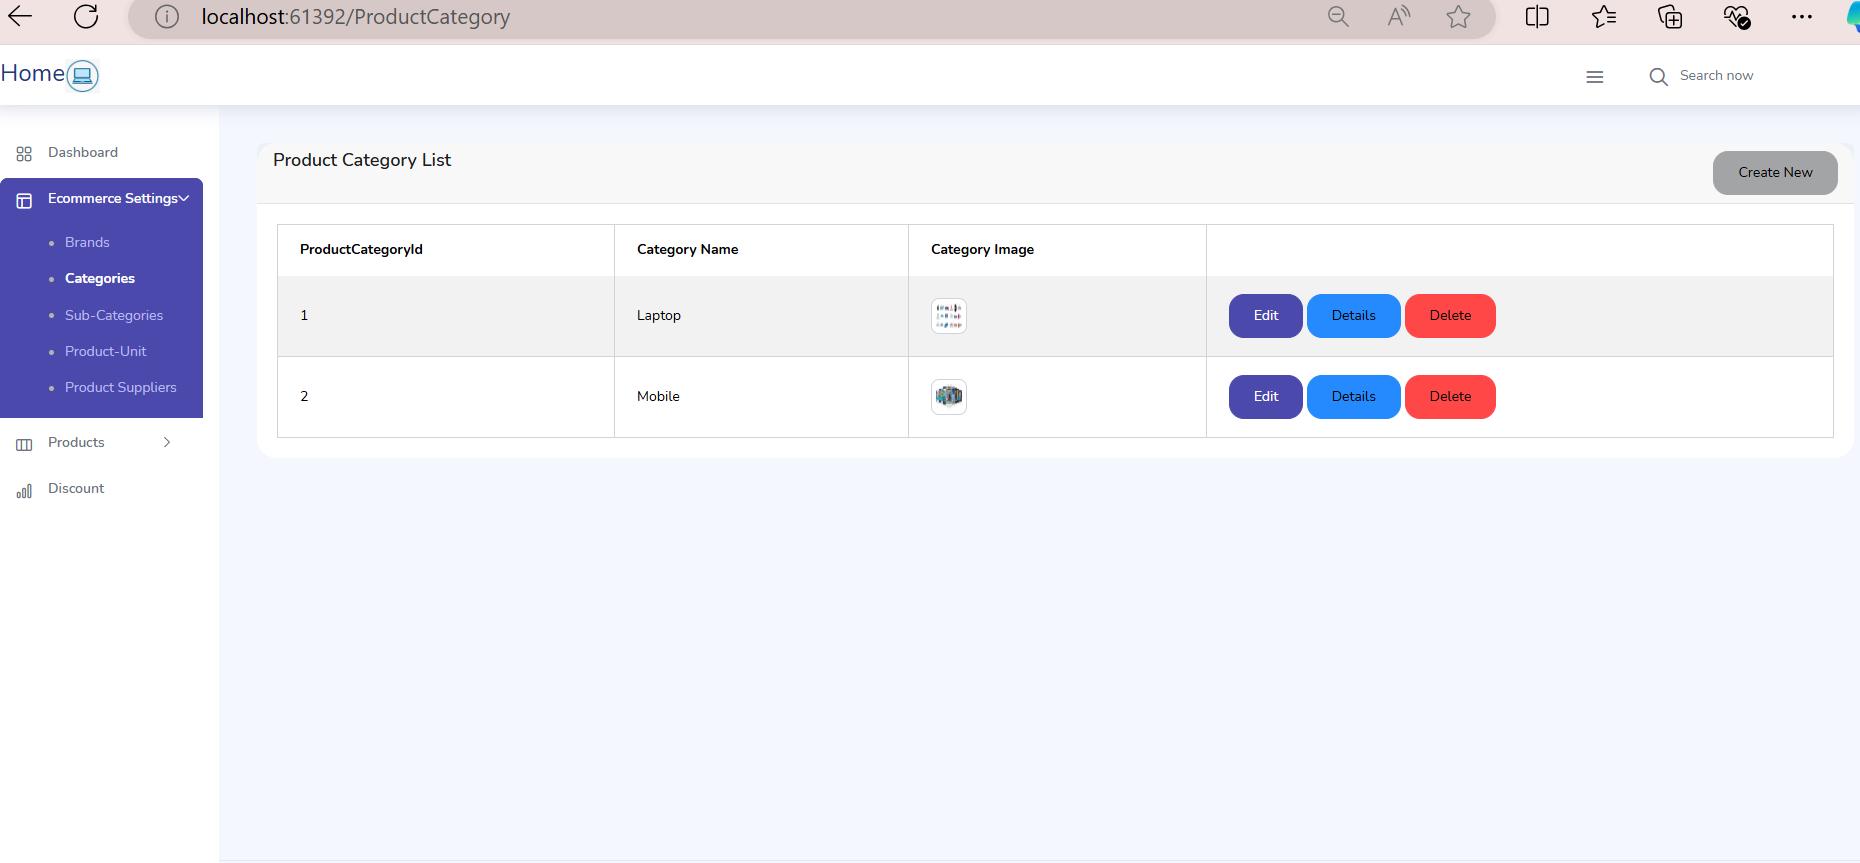 localhost:61392/ProductCategory
Home
Search now
Dashboard
Ecommerce Settings
Brands
Categories
Sub-Categories
Product-Unit
Product Suppliers
Products
Discount
Product Category List
Create New
ProductCategoryId Category Name Category Image
1 Laptop Edit Details Delete
2 Mobile Edit Details Delete